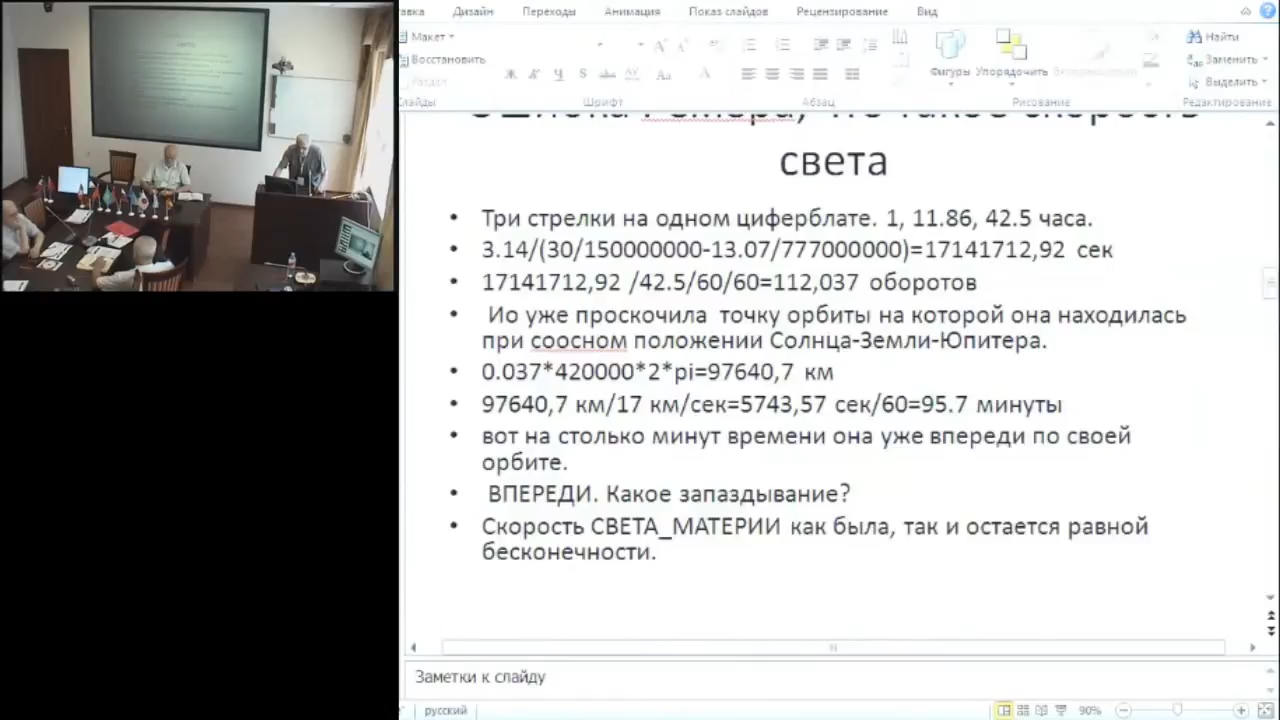 Дизайн Переходы Анимация Показ слайдов Рецензирование Вид
Макет
Восстановить
Раздел
Слайды
Шрифт
Абзац
Фигуры
Упорядочить
Рисование
Найти
Заменить
Выделить
Редактирование
света
• Три стрелки на одном циферблате. 1, 11.86, 42.5 часа.
• 3.14/(30/150000000-13.07/777000000)=17141712,92 сек
• 17141712,92 /42.5/60/60=112,037 оборотов
• Ио уже проскочила точку орбиты на которой она находилась
при соосном положении Солнца-Земли-Юпитера.
• 0.037*420000*2*pi=97640,7 км
• 97640,7 км/17 км/сек=5743,57 сек/60=95.7 минуты
• вот на столько минут времени она уже впереди по своей
орбите.
• ВПЕРЕДИ. Какое запаздывание?
• Скорость СВЕТА_МАТЕРИИ как была, так и остается равной
бесконечности.
Заметки к слайду
русский
90%